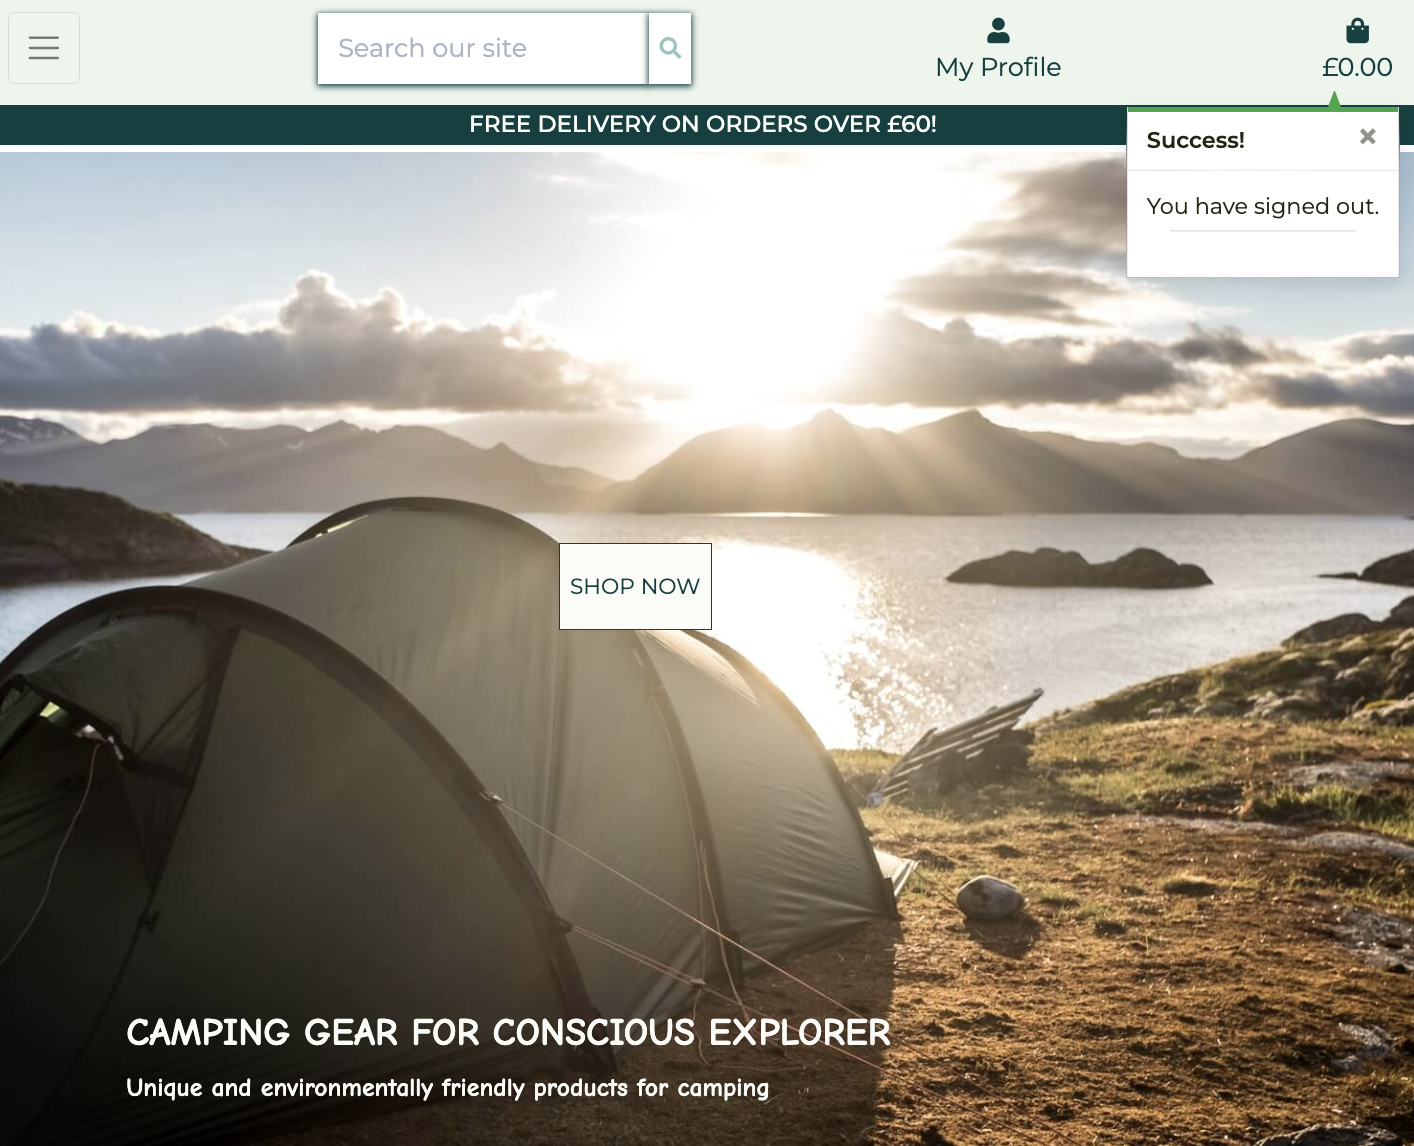 Search our site
My Profile
£0.00
FREE DELIVERY ON ORDERS OVER £60!
Success!
×
You have signed out.
SHOP NOW
CAMPING GEAR FOR CONSCIOUS EXPLORER
Unique and environmentally friendly products for camping